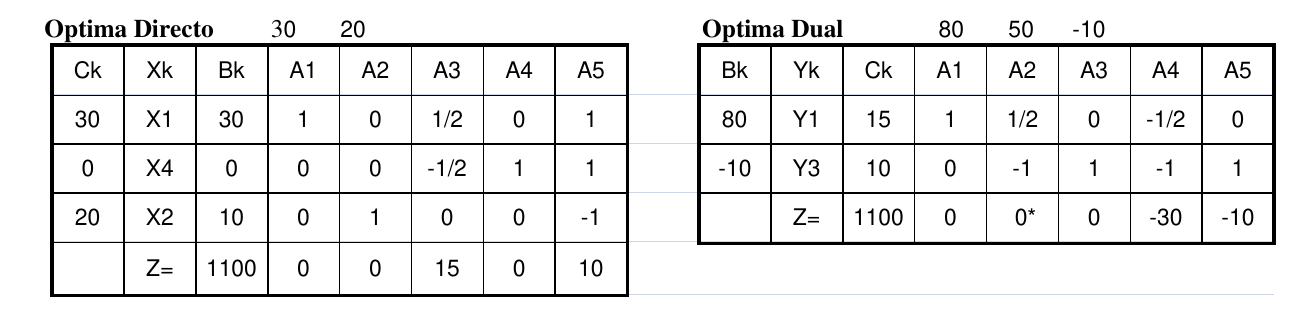 Optima Directo 30 20
Ck Xk Bk A1 A2 A3 A4 A5
30 X1 30 1 0 1/2 0 1
0 X4 0 0 0 -1/2 1 1
20 X2 10 0 1 0 0 -1
Z= 1100 0 0 15 0 10
Optima Dual 80 50 -10
Bk Yk Ck A1 A2 A3 A4 A5
80 Y1 15 1 1/2 0 -1/2 0
-10 Y3 10 0 -1 1 -1 1
Z= 1100 0 0* 0 -30 -10